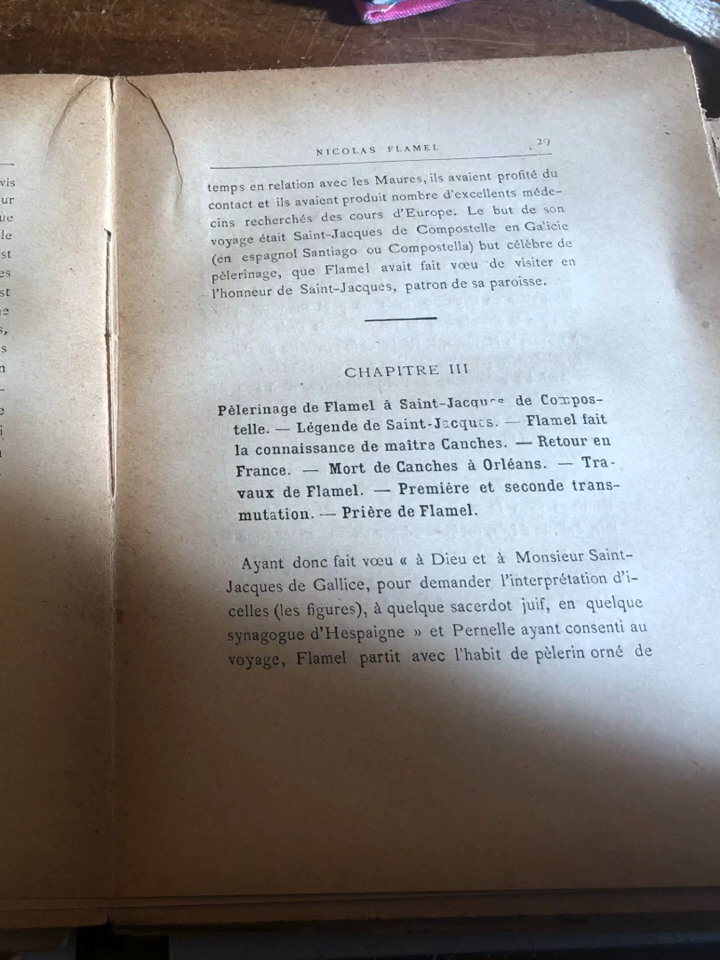 vis
ur
ue
le
st
es
st
s,
s
n
-
e
i
NICOLAS FLAMEL 29
temps en relation avec les Maures, ils avaient profité du
contact et ils avaient produit nombre d'excellents méde-
cins recherchés des cours d'Europe. Le but de son
voyage était Saint-Jacques de Compostelle en Galicie
(en espagnol Santiago ou Compostella) but célèbre de
pèlerinage, que Flamel avait fait vœu de visiter en
l'honneur de Saint-Jacques, patron de sa paroisse.
CHAPITRE III
Pèlerinage de Flamel à Saint-Jacques de Compos-
telle. — Légende de Saint-Jacques. — Flamel fait
la connaissance de maître Canches. — Retour en
France. — Mort de Canches à Orléans. — Tra-
vaux de Flamel. — Première et seconde trans-
mutation. — Prière de Flamel.
Ayant donc fait vœu « à Dieu et à Monsieur Saint-
Jacques de Gallice, pour demander l'interprétation d'i-
celles (les figures), à quelque sacerdot juif, en quelque
synagogue d'Hespaigne » et Pernelle ayant consenti au
voyage, Flamel partit avec l'habit de pèlerin orné de